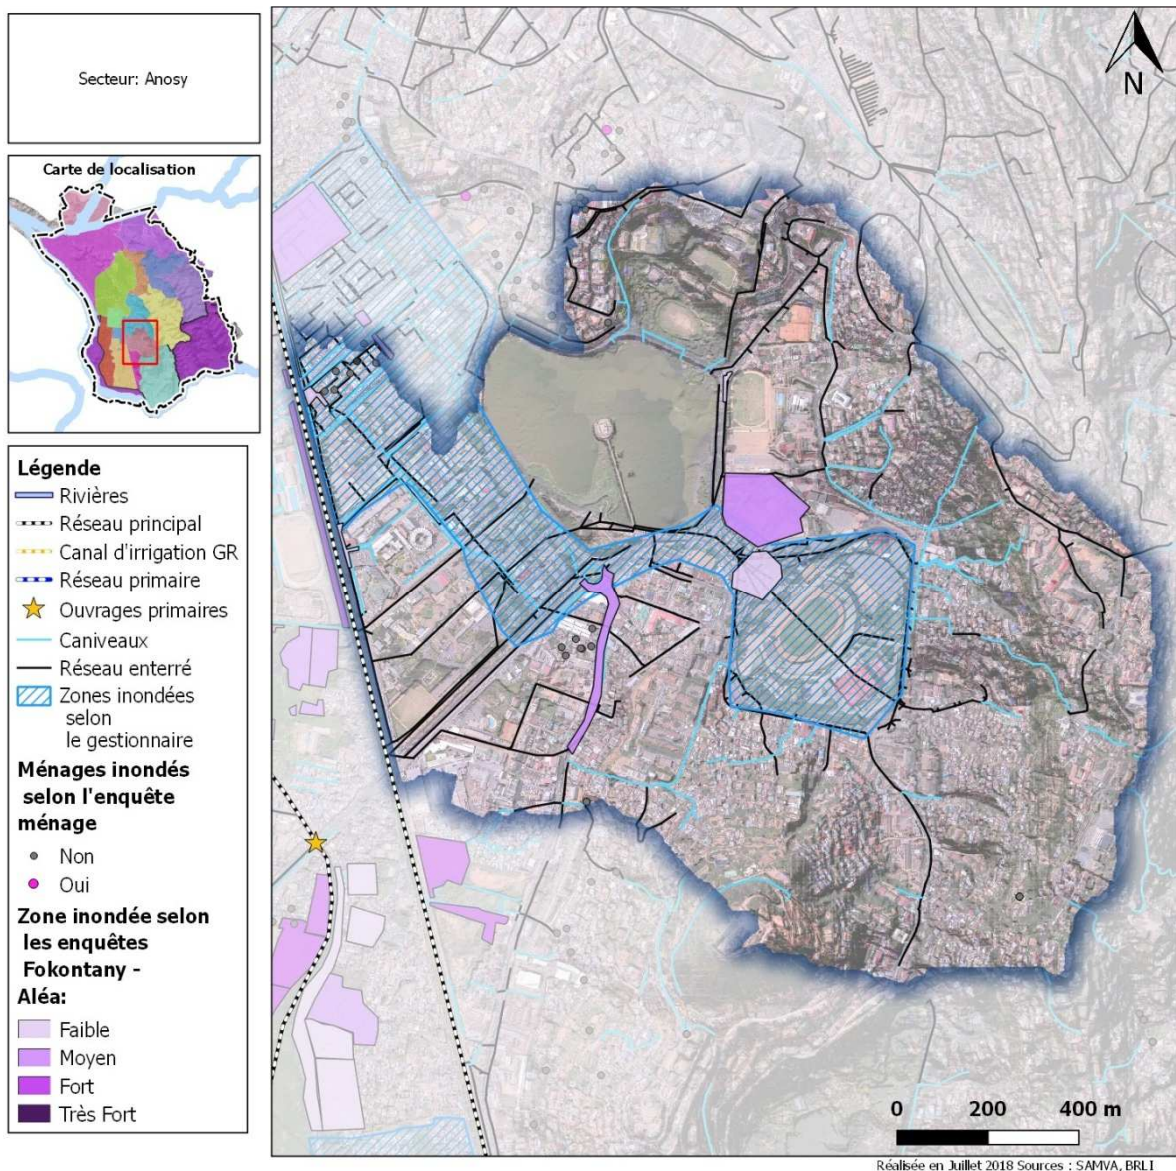 Secteur: Anosy
Carte de localisation
Légende
Rivières
Réseau principal
Canal d'irrigation GR
Réseau primaire
Ouvrages primaires
Caniveaux
Réseau enterré
Zones inondées
selon
le gestionnaire
Ménages inondés
selon l'enquête
ménage
Non
Oui
Zone inondée selon
les enquêtes
Fokontany -
Aléa:
Faible
Moyen
Fort
Très Fort
N
0 200 400 m
Réalisée en Juillet 2018 Sources : SAMVA, BRLI